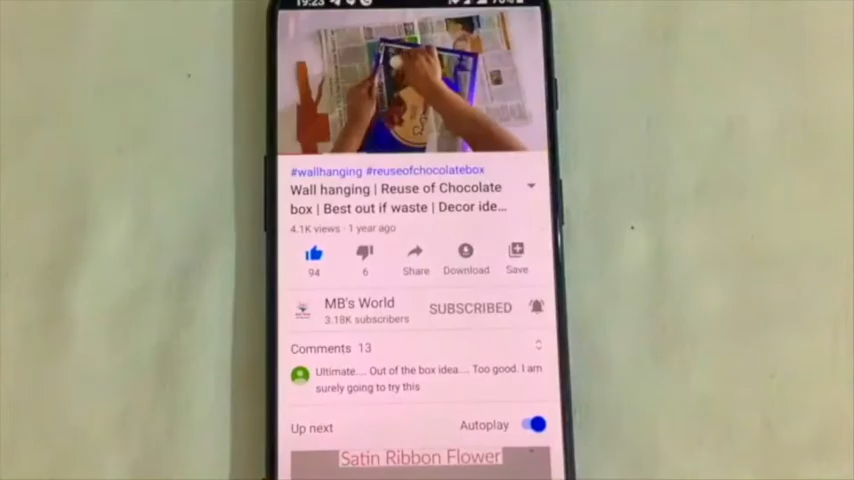 19:23
#wallhanging #reuseofchocolatebox
Wall hanging | Reuse of Chocolate
box | Best out if waste | Decor ide...
4.1K views · 1 year ago
94
6
Share
Download
Save
MB's World
3.18K subscribers
SUBSCRIBED
Comments 13
Ultimate.... Out of the box idea.... Too good. I am
surely going to try this
Up next
Autoplay
Satin Ribbon Flower